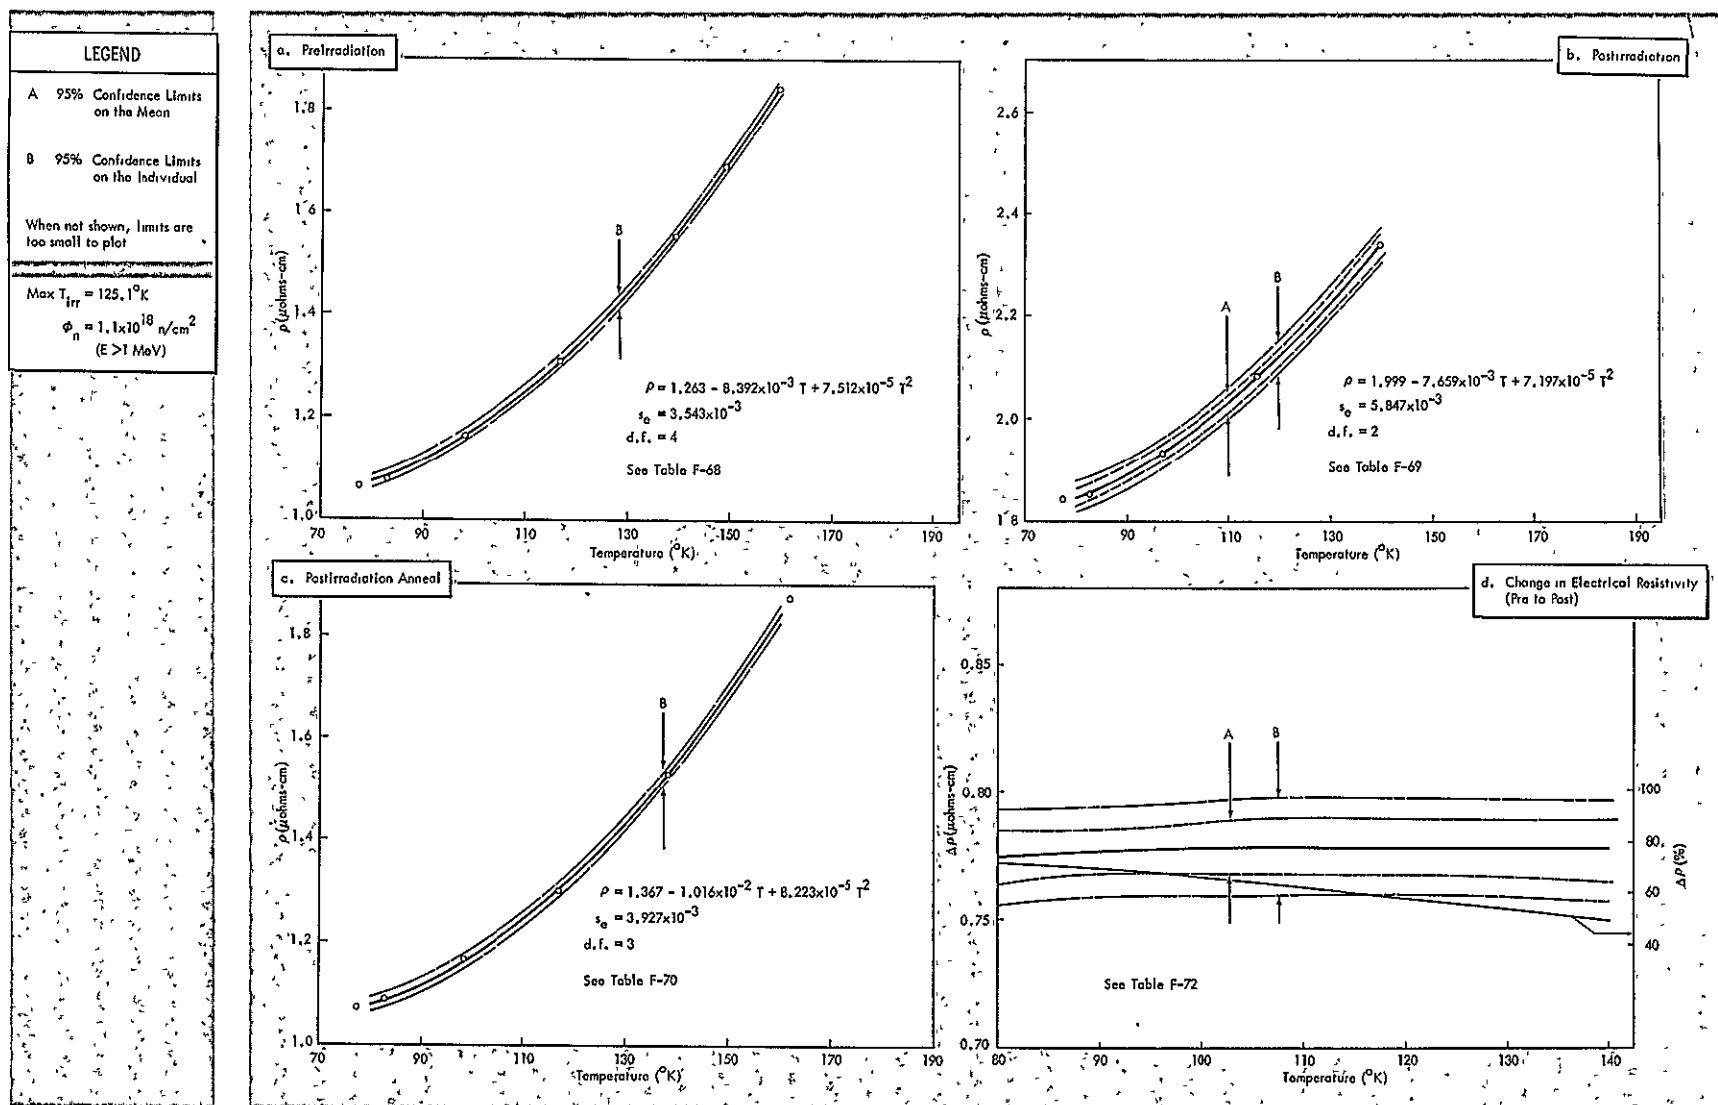 LEGEND
A 95% Confidence Limits
on the Mean
B 95% Confidence Limits
on the Individual
When not shown, limits are
too small to plot
Max T_irr = 125.1°K
φ_n = 1.1x10^18 n/cm^2
(E >1 MeV)
a. Preirradiation
1.8
1.6
1.4
1.2
1.0
ρ (μohms-cm)
B
ρ = 1.263 - 8.392x10^-3 T + 7.512x10^-5 T^2
s_e = 3.543x10^-3
d.f. = 4
See Table F-68
70 90 110 130 150 170 190
Temperature (°K)
b. Postirradiation
2.6
2.4
2.2
2.0
1.8
ρ (μohms-cm)
A B
ρ = 1.999 - 7.659x10^-3 T + 7.197x10^-5 T^2
s_e = 5.847x10^-3
d.f. = 2
See Table F-69
70 90 110 130 150 170 190
Temperature (°K)
c. Postirradiation Anneal
1.8
1.6
1.4
1.2
1.0
ρ (μohms-cm)
B
ρ = 1.367 - 1.016x10^-2 T + 8.223x10^-5 T^2
s_e = 3.927x10^-3
d.f. = 3
See Table F-70
70 90 110 130 150 170 190
Temperature (°K)
d. Change in Electrical Resistivity
(Pre to Post)
0.85
0.80
0.75
0.70
Δρ (μohms-cm)
A B
100
80
60
40
Δρ (%)
See Table F-72
80 90 100 110 120 130 140
Temperature (°K)